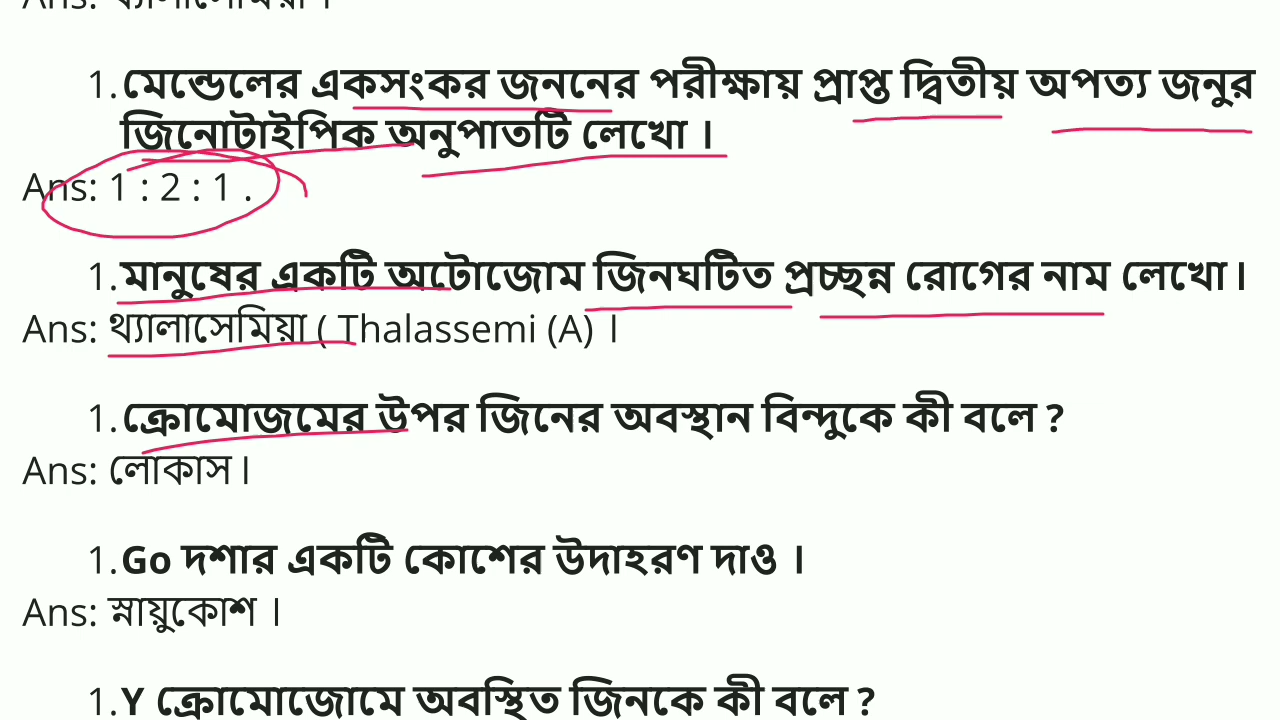 Ans: থ্যালাসেমিয়া ।
1.মেন্ডেলের একসংকর জননের পরীক্ষায় প্রাপ্ত দ্বিতীয় অপত্য জনুর
জিনোটাইপিক অনুপাতটি লেখো ।
Ans: 1 : 2 : 1 .
1.মানুষের একটি অটোজোম জিনঘটিত প্রচ্ছন্ন রোগের নাম লেখো।
Ans: থ্যালাসেমিয়া ( Thalassemi (A) ।
1.ক্রোমোজমের উপর জিনের অবস্থান বিন্দুকে কী বলে ?
Ans: লোকাস।
1.Go দশার একটি কোশের উদাহরণ দাও ।
Ans: স্নায়ুকোশ ।
1.Y ক্রোমোজোমে অবস্থিত জিনকে কী বলে ?